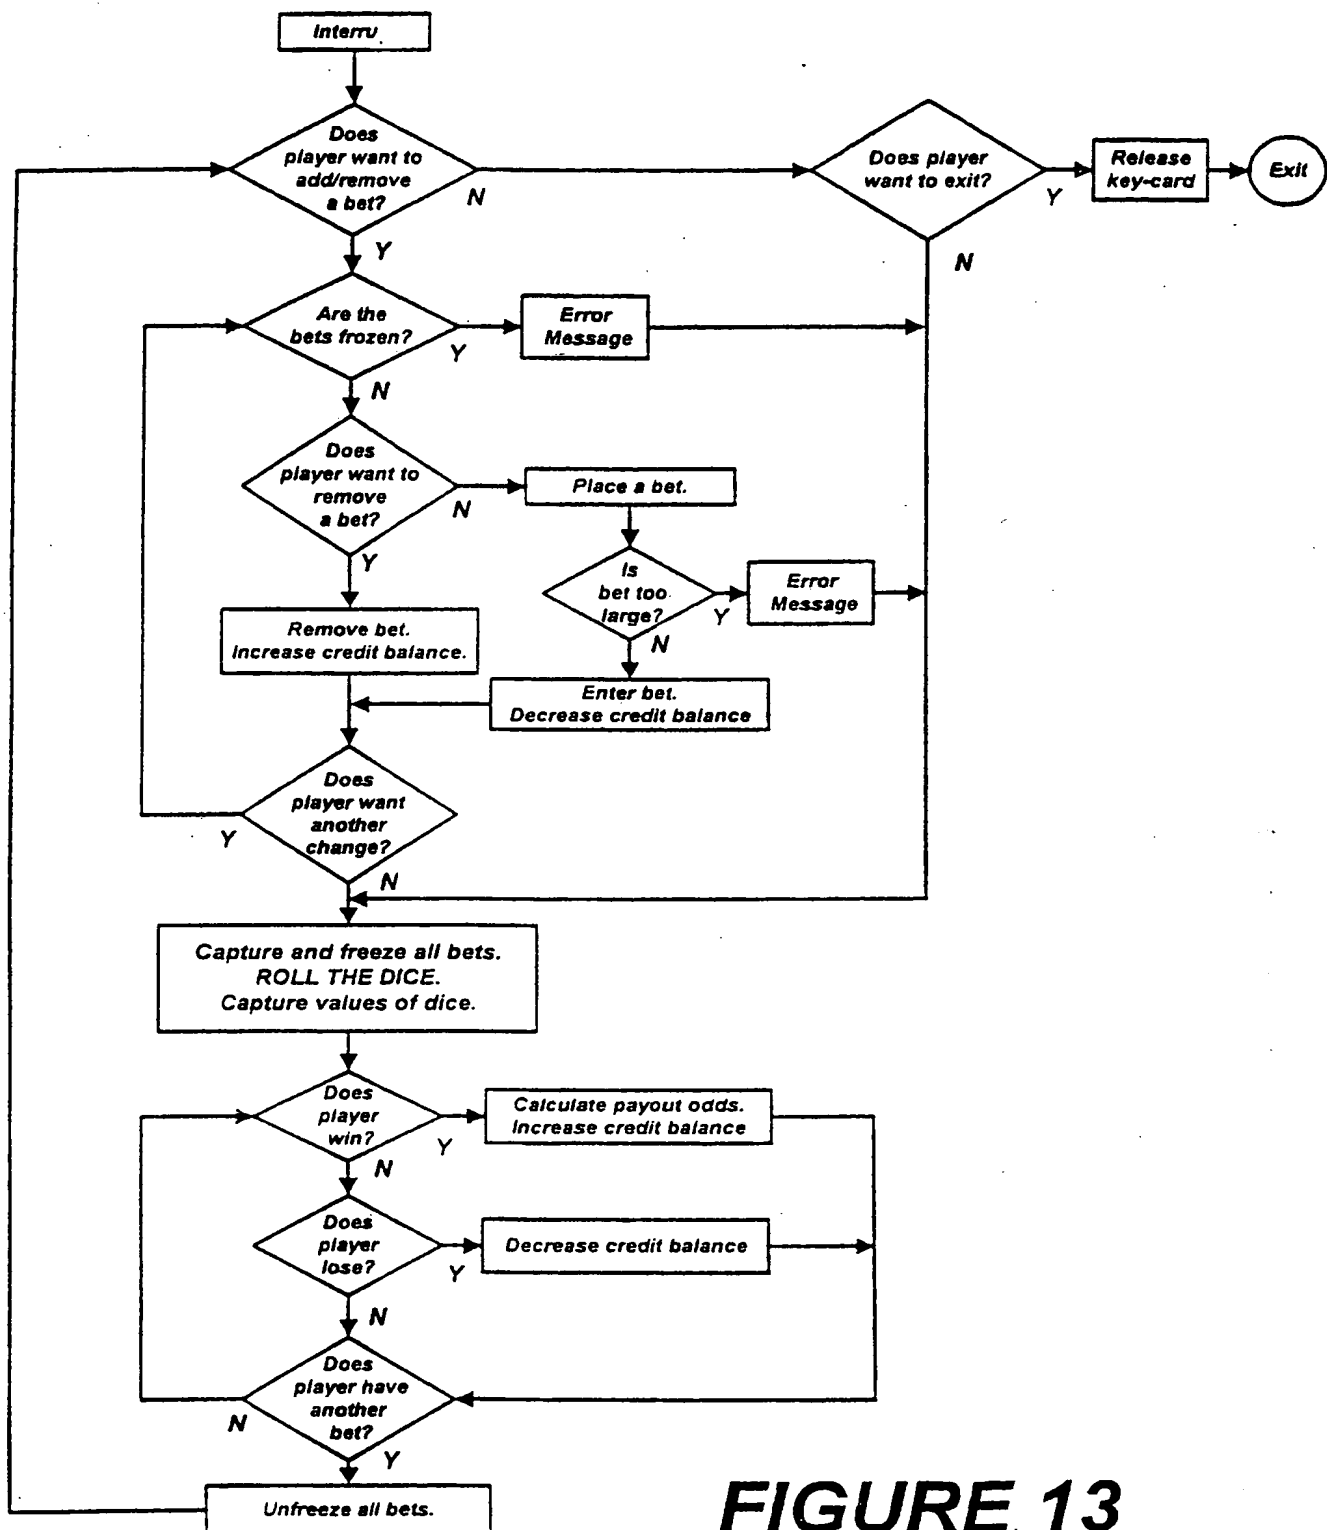 Interru
Does
player want to
add/remove
a bet?
N
Y
Does player
want to exit?
Y
N
Release
key-card
Exit
Are the
bets frozen?
Y
N
Error
Message
Does
player want to
remove
a bet?
N
Y
Place a bet.
Is
bet too
large?
Y
N
Error
Message
Remove bet.
Increase credit balance.
Enter bet.
Decrease credit balance
Does
player want
another
change?
Y
N
Capture and freeze all bets.
ROLL THE DICE.
Capture values of dice.
Does
player
win?
Y
N
Calculate payout odds.
Increase credit balance
Does
player
lose?
Y
N
Decrease credit balance
Does
player have
another
bet?
N
Y
Unfreeze all bets.
FIGURE 13